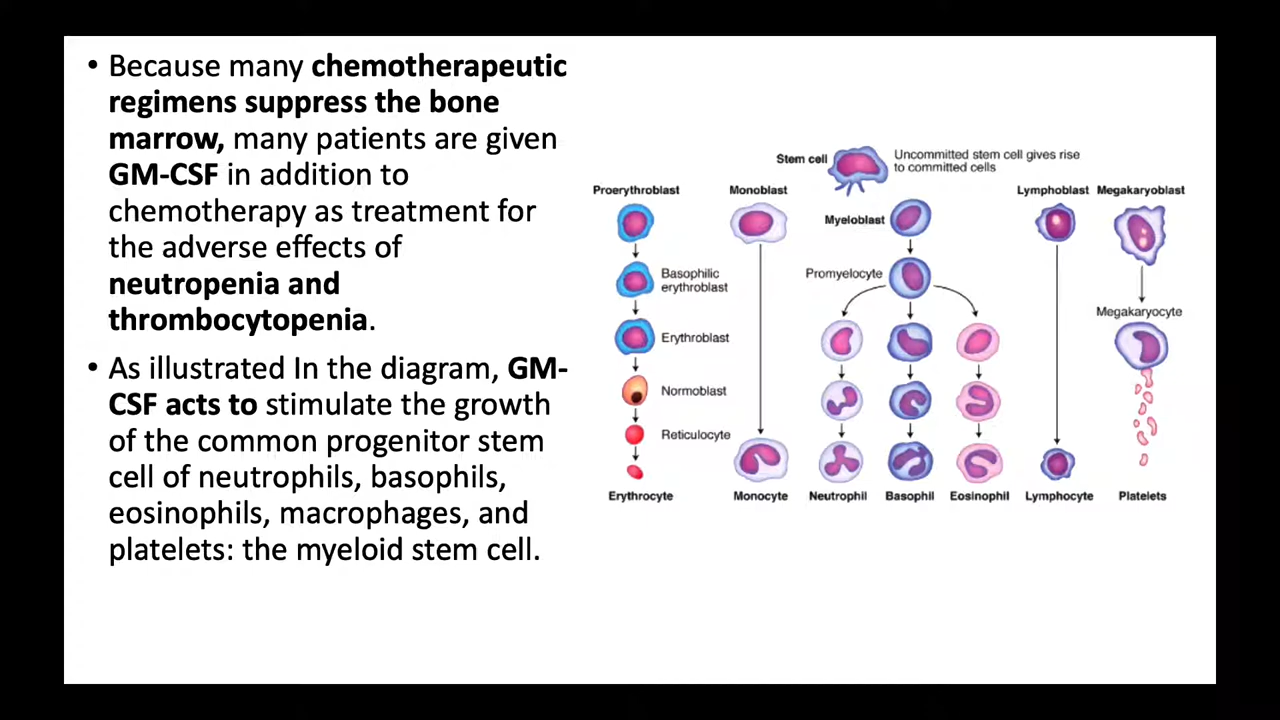 • Because many chemotherapeutic
regimens suppress the bone
marrow, many patients are given
GM-CSF in addition to
chemotherapy as treatment for
the adverse effects of
neutropenia and
thrombocytopenia.
• As illustrated In the diagram, GM-
CSF acts to stimulate the growth
of the common progenitor stem
cell of neutrophils, basophils,
eosinophils, macrophages, and
platelets: the myeloid stem cell.
Stem cell
Uncommitted stem cell gives rise
to committed cells
Proerythroblast
Monoblast
Myeloblast
Lymphoblast
Megakaryoblast
Basophilic
erythroblast
Promyelocyte
Megakaryocyte
Erythroblast
Normoblast
Reticulocyte
Erythrocyte
Monocyte
Neutrophil
Basophil
Eosinophil
Lymphocyte
Platelets